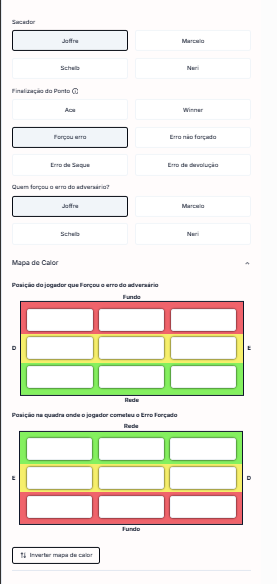 Sacador
Joffre
Marcelo
Scheib
Neri
Finalização do Ponto
Ace
Winner
Forçou erro
Erro não forçado
Erro de Saque
Erro de devolução
Quem forçou o erro do adversário?
Joffre
Marcelo
Scheib
Neri
Mapa de Calor
Posição do jogador que Forçou o erro do adversário
Fundo
D
E
Rede
Posição na quadra onde o jogador cometeu o Erro Forçado
Rede
E
D
Fundo
Inverter mapa de calor